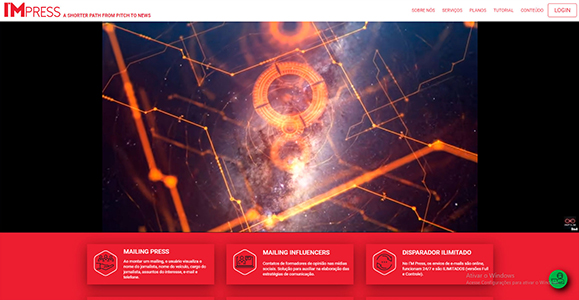 I'MPRESS A SHORTER PATH FROM PITCH TO NEWS
SOBRE NÓS SERVIÇOS PLANOS TUTORIAL CONTEÚDO LOGIN
MAILING PRESS
Ao montar um mailing, o usuário visualiza o
nome do jornalista, nome do veículo, cargo do
jornalista, assuntos de interesse, e-mail e
telefone.
MAILING INFLUENCERS
Contatos de formadores de opinião nas mídias
sociais. Solução para auxiliar na elaboração das
estratégias de comunicação.
DISPARADOR ILIMITADO
No I'M Press, os envios de e-mails são online,
funcionam 24/7 e são ILIMITADOS (versões Full
e Controle).
Ativar o Windows
Acesse Configurações para ativar o Windows.